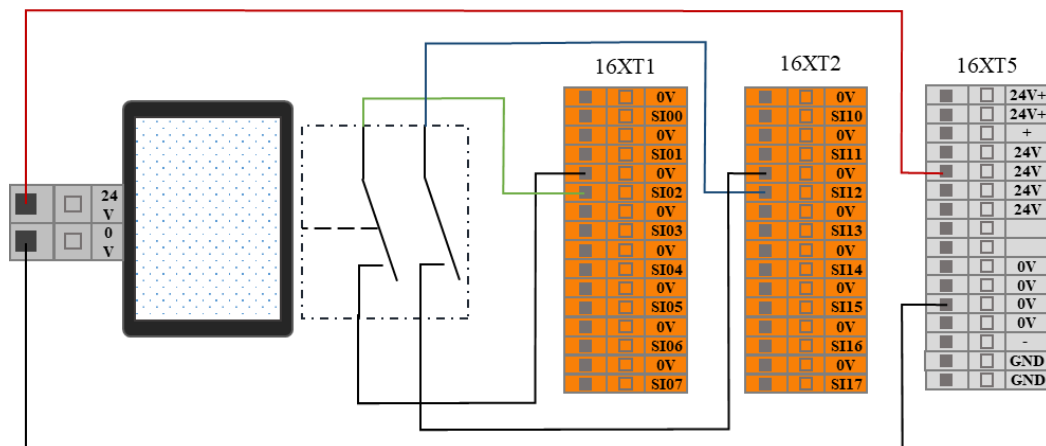 16XT1
16XT2
16XT5
24
V
0
V
0V
SI00
0V
SI01
0V
SI02
0V
SI03
0V
SI04
0V
SI05
0V
SI06
0V
SI07
0V
SI10
0V
SI11
0V
SI12
0V
SI13
0V
SI14
0V
SI15
0V
SI16
0V
SI17
24V+
24V+
+
24V
24V
24V
24V
0V
0V
0V
0V
-
GND
GND